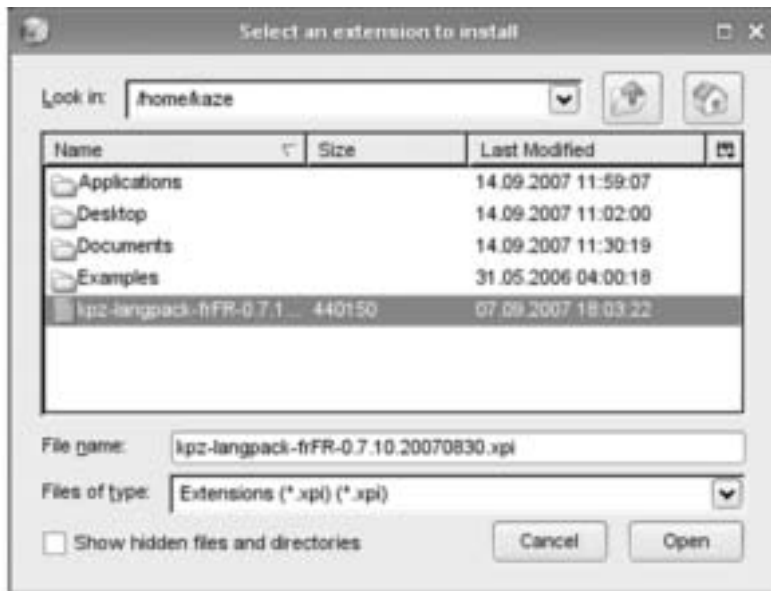 Select an extension to install
Look in: /home/kaze
Name Size Last Modified
Applications 14.09.2007 11:59:07
Desktop 14.09.2007 11:02:00
Documents 14.09.2007 11:30:19
Examples 31.05.2006 04:00:18
kpz-langpack-frFR-0.7.1... 440150 07.09.2007 18:03:22
File name: kpz-langpack-frFR-0.7.10.20070830.xpi
Files of type: Extensions (*.xpi) (*.xpi)
Show hidden files and directories Cancel Open